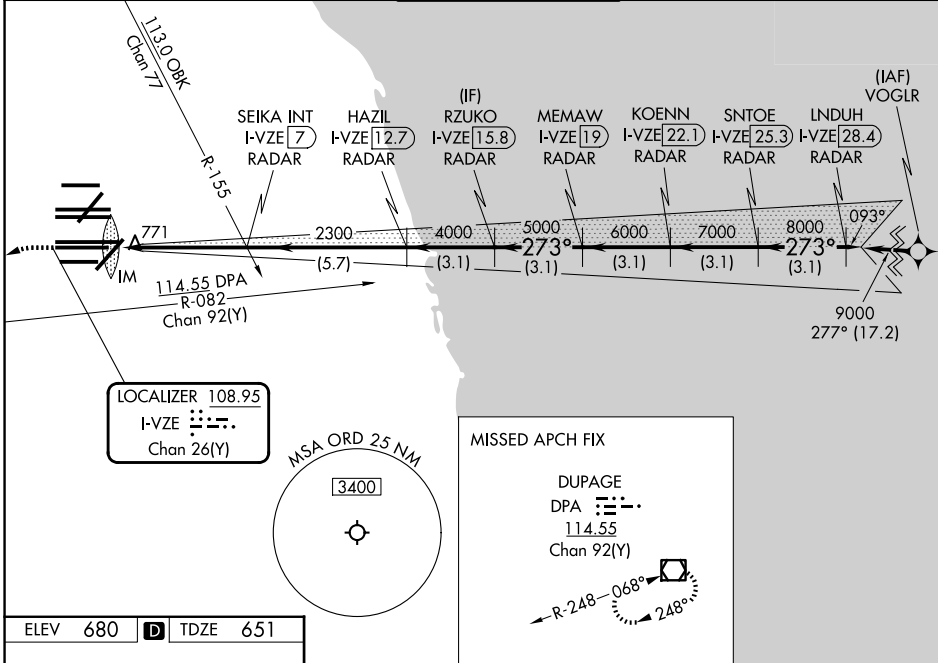 113.0 OBK
Chan 77
R-155
SEIKA INT
I-VZE 7
RADAR
HAZIL
I-VZE 12.7
RADAR
(IF)
RZUKO
I-VZE 15.8
RADAR
MEMAW
I-VZE 19
RADAR
KOENN
I-VZE 22.1
RADAR
SNTOE
I-VZE 25.3
RADAR
LNDUH
I-VZE 28.4
RADAR
(IAF)
VOGLR
771
2300
4000
5000
6000
7000
8000
093°
273°
273°
(5.7)
(3.1)
(3.1)
(3.1)
(3.1)
(3.1)
IM
9000
277° (17.2)
114.55 DPA
R-082
Chan 92(Y)
LOCALIZER 108.95
I-VZE
Chan 26(Y)
MSA ORD 25 NM
3400
MISSED APCH FIX
DUPAGE
DPA
114.55
Chan 92(Y)
R-248
068°
248°
ELEV 680 D TDZE 651